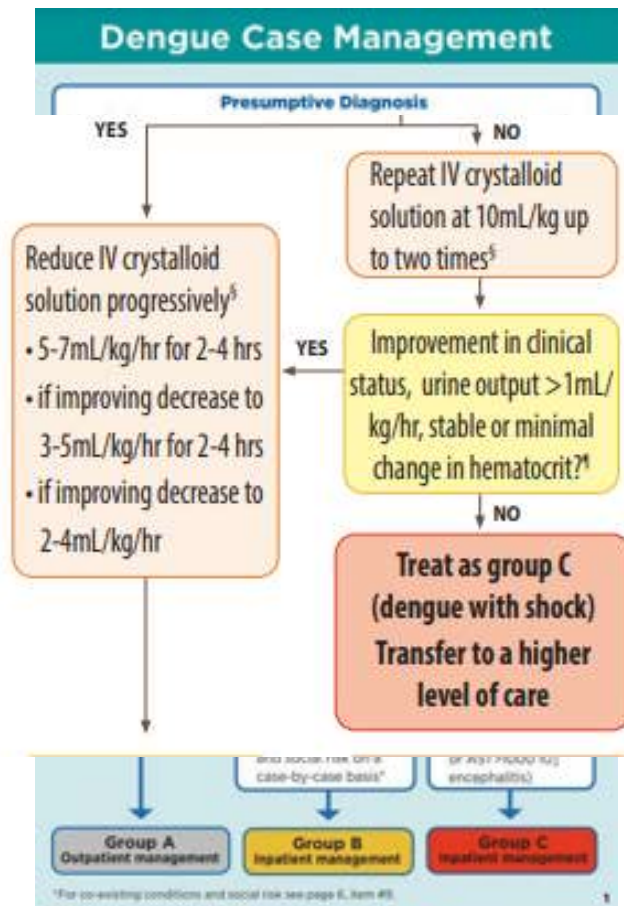 Dengue Case Management
Presumptive Diagnosis
YES
NO
Repeat IV crystalloid
solution at 10mL/kg up
to two times§
Reduce IV crystalloid
solution progressively§
• 5-7mL/kg/hr for 2-4 hrs
• if improving decrease to
3-5mL/kg/hr for 2-4 hrs
• if improving decrease to
2-4mL/kg/hr
YES
Improvement in clinical
status, urine output >1mL/
kg/hr, stable or minimal
change in hematocrit?¶
NO
Treat as group C
(dengue with shock)
Transfer to a higher
level of care
and social risk on a
case-by-case basis*
encephalitis)
Group A
Outpatient management
Group B
Inpatient management
Group C
Inpatient management
*For co-existing conditions and social risk see page 6, item #9.
1